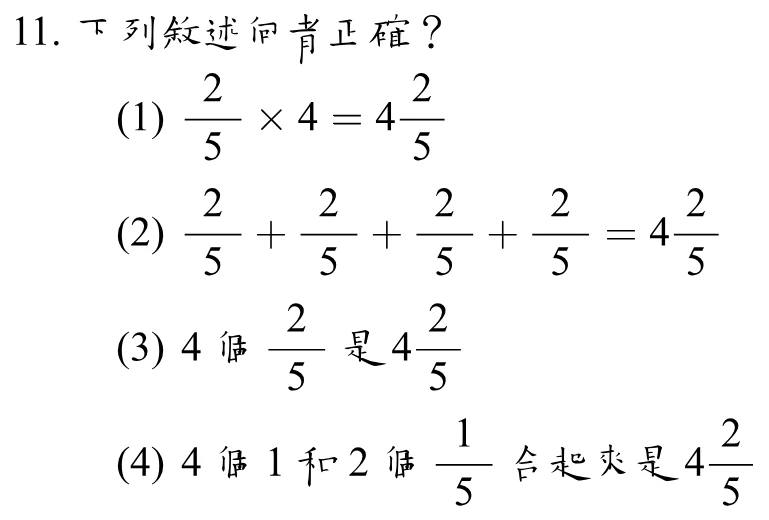 11. 下列敘述何者正確？
(1) 2/5 × 4 = 4 2/5
(2) 2/5 + 2/5 + 2/5 + 2/5 = 4 2/5
(3) 4 個 2/5 是 4 2/5
(4) 4 個 1 和 2 個 1/5 合起來是 4 2/5